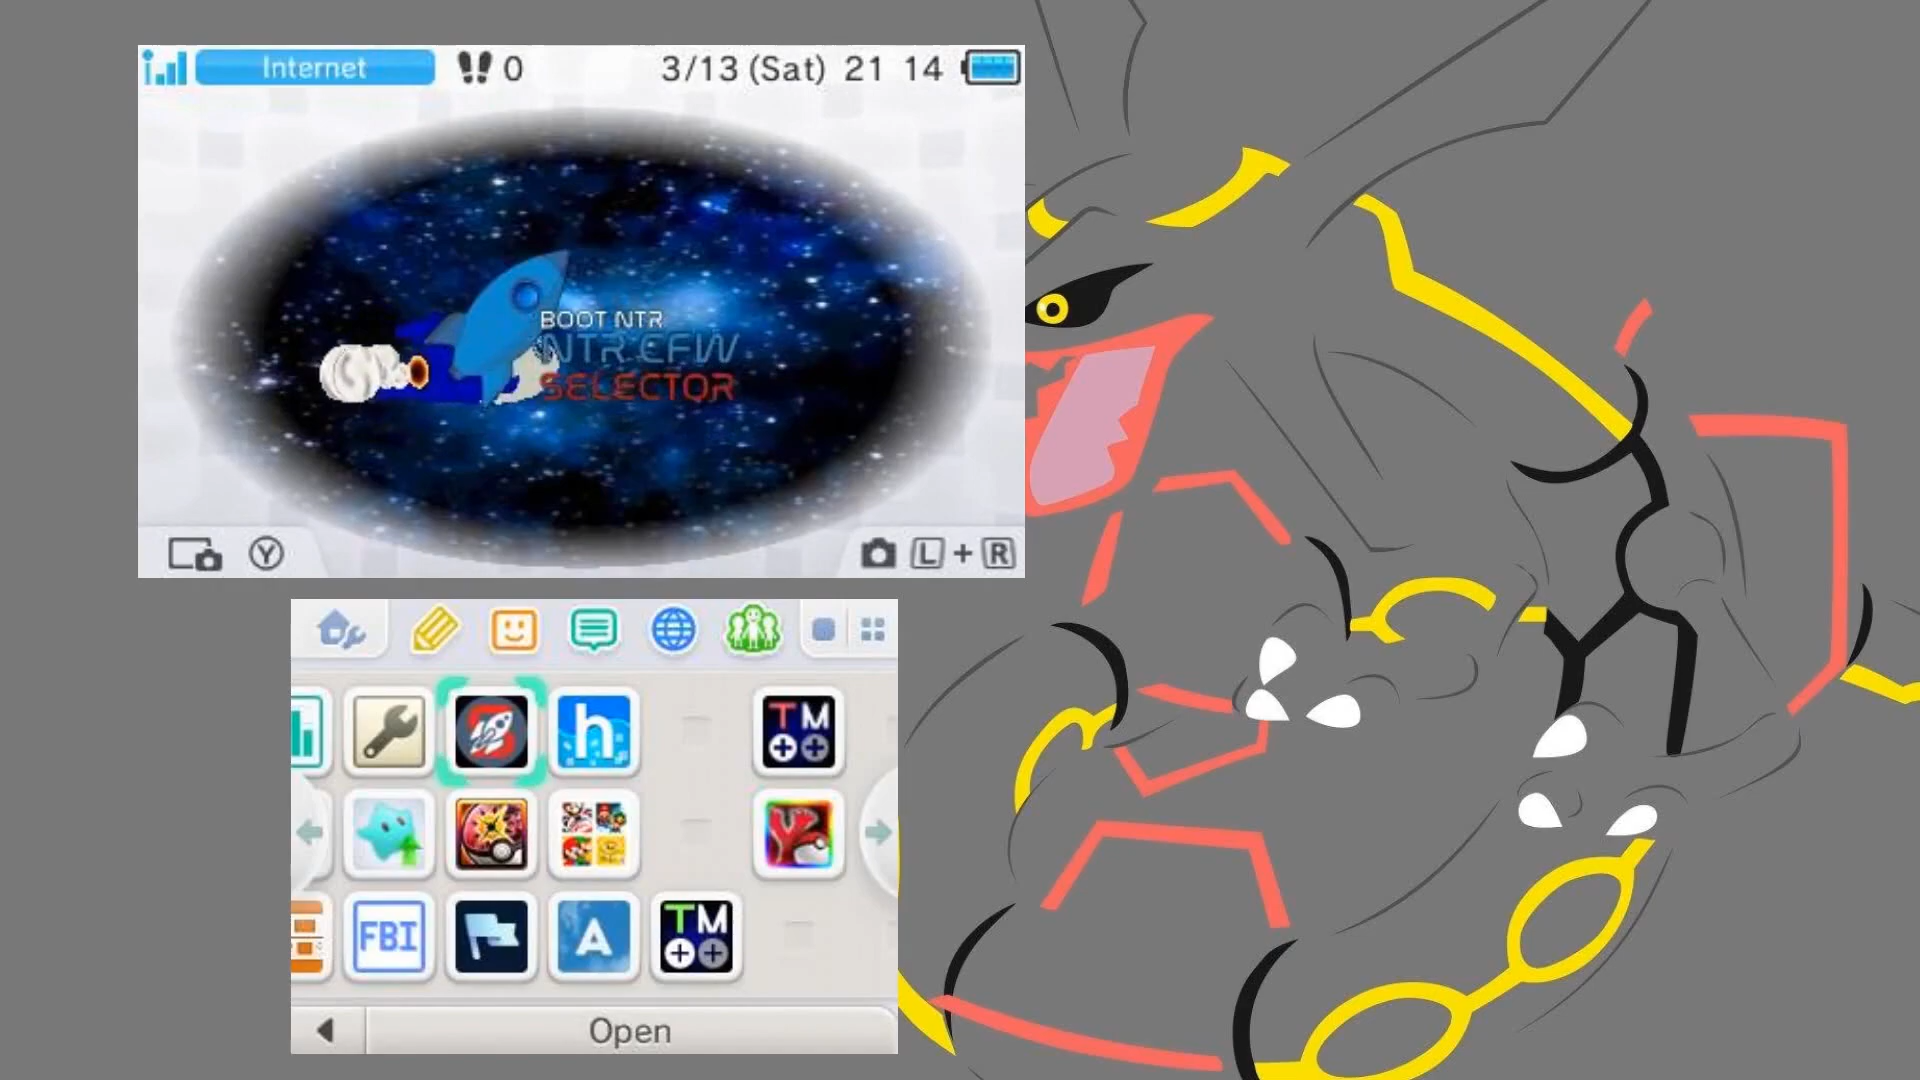 Internet 0 3/13 (Sat) 21 14
BOOT NTR
NTR CFW
SELECTOR
Y L + R
h
TM
Y
FBI
A
TM
Open